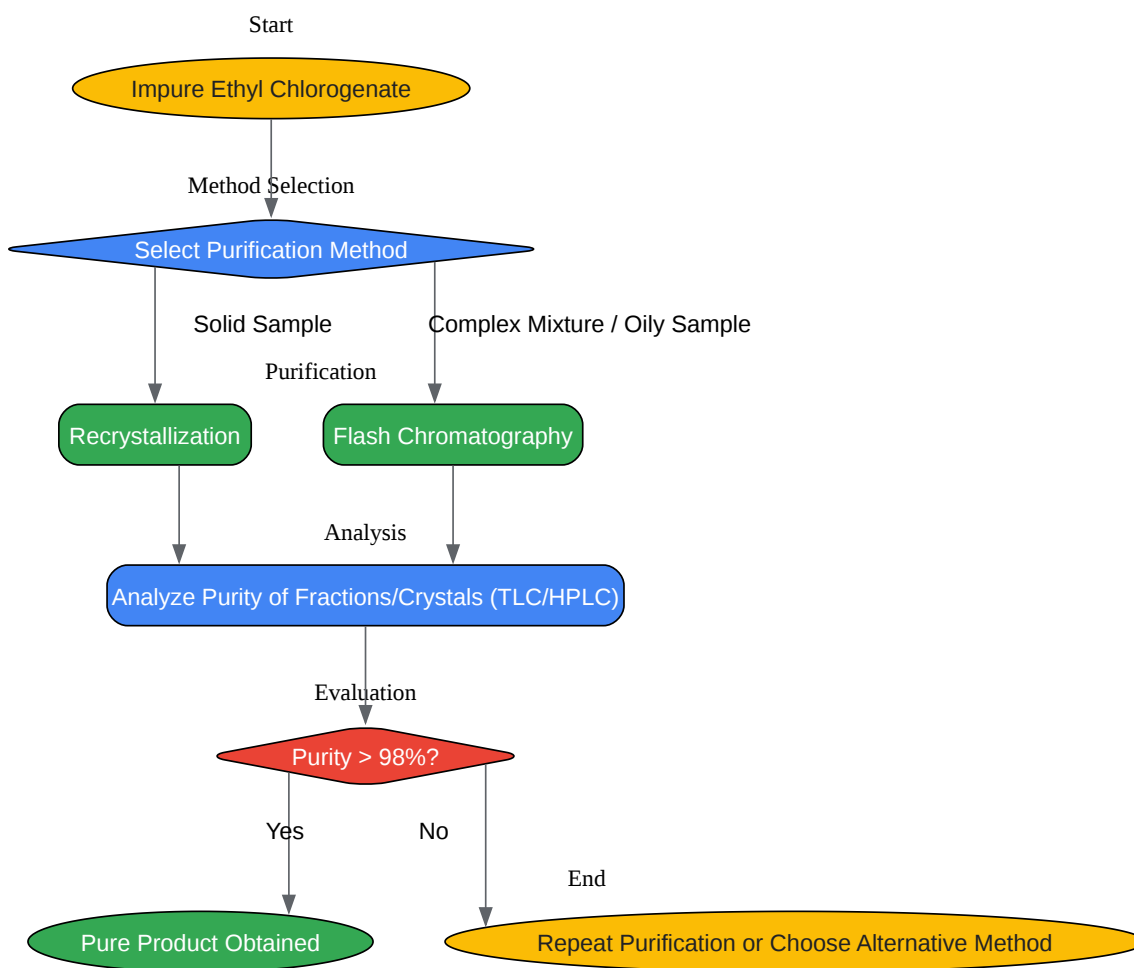 Start
Impure Ethyl Chlorogenate
Method Selection
Select Purification Method
Solid Sample
Complex Mixture / Oily Sample
Purification
Recrystallization
Flash Chromatography
Analysis
Analyze Purity of Fractions/Crystals (TLC/HPLC)
Evaluation
Purity > 98%?
Yes
No
End
Pure Product Obtained
Repeat Purification or Choose Alternative Method